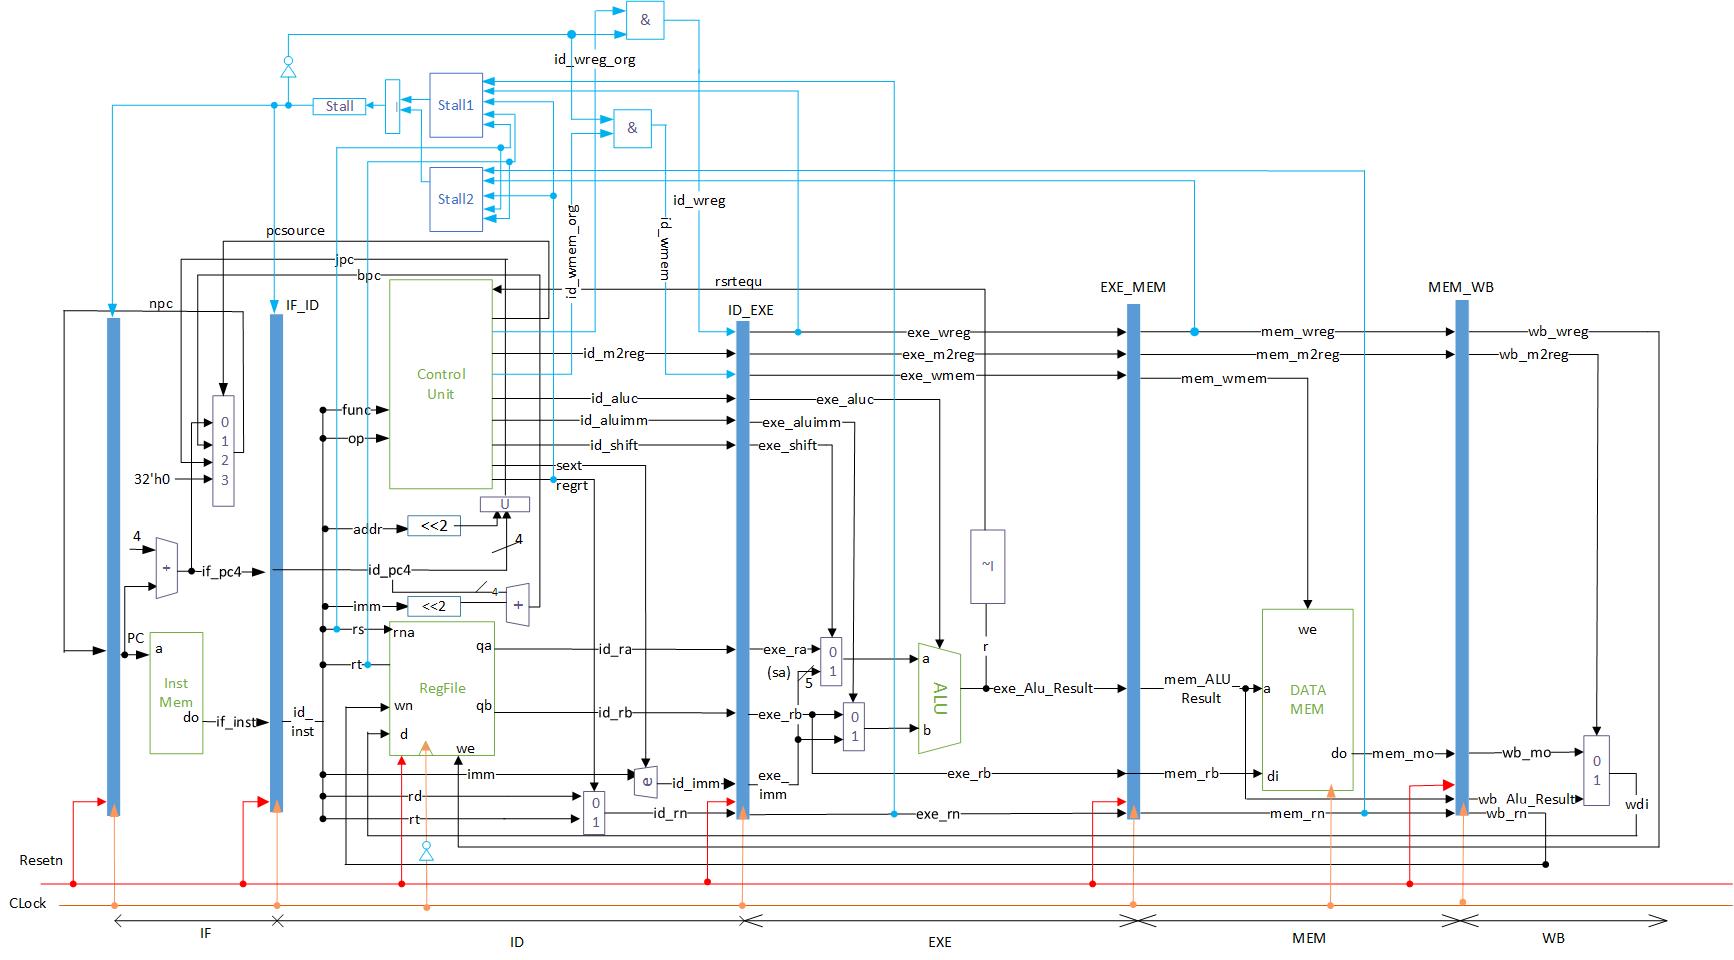 &
id_wreg_org
Stall
|
Stall1
&
Stall2
id_wreg
id_wmem_org
id_wmem
pcsource
jpc
bpc
rsrtequ
npc
IF_ID
ID_EXE
EXE_MEM
MEM_WB
exe_wreg
mem_wreg
wb_wreg
id_m2reg
exe_m2reg
mem_m2reg
wb_m2reg
Control
Unit
exe_wmem
mem_wmem
id_aluc
exe_aluc
func
id_aluimm
exe_aluimm
op
id_shift
exe_shift
0
1
2
3
32'h0
sext
regrt
U
addr
<<2
4
4
+
if_pc4
id_pc4
4
imm
<<2
+
~|
PC
a
Inst
Mem
do
if_inst
id_
inst
rs
rna
rt
RegFile
qa
qb
wn
d
we
id_ra
id_rb
exe_ra
(sa)
5
0
1
exe_rb
0
1
a
ALU
b
r
exe_Alu_Result
mem_ALU_
Result
we
a
DATA
MEM
do
di
mem_mo
wb_mo
0
1
imm
e
id_imm
exe_
imm
exe_rb
mem_rb
rd
rt
0
1
id_rn
exe_rn
mem_rn
wb_Alu_Result
wb_rn
wdi
Resetn
CLock
IF
ID
EXE
MEM
WB